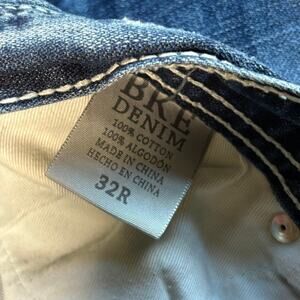 BKE
DENIM
100% COTTON
100% ALGODÓN
MADE IN CHINA
HECHO EN CHINA
32R